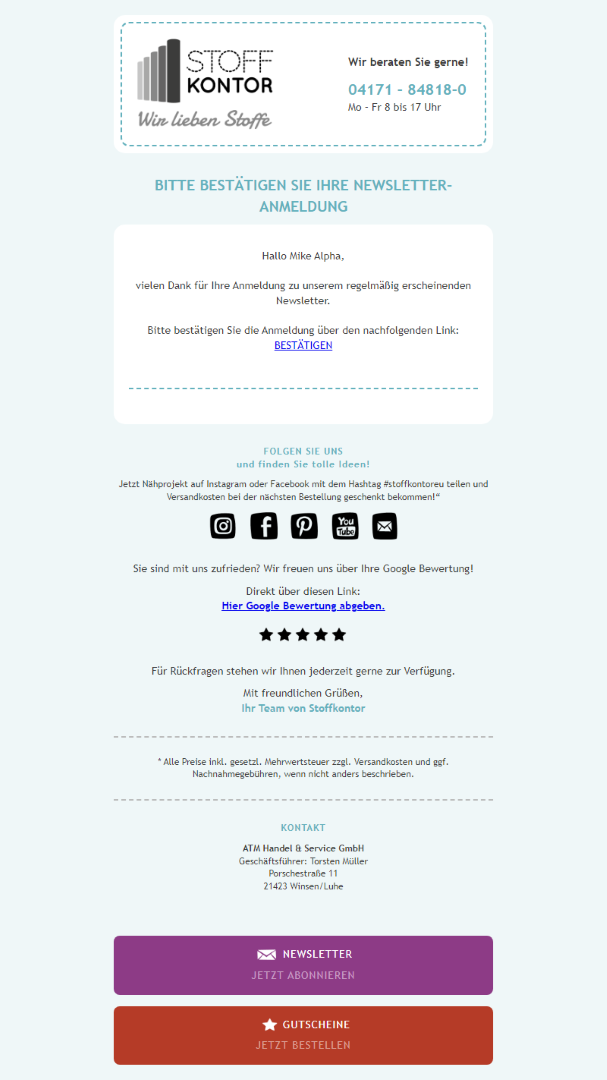 STOFF
KONTOR
Wir lieben Stoffe
Wir beraten Sie gerne!
04171 - 84818-0
Mo - Fr 8 bis 17 Uhr
BITTE BESTÄTIGEN SIE IHRE NEWSLETTER-
ANMELDUNG
Hallo Mike Alpha,
vielen Dank für Ihre Anmeldung zu unserem regelmäßig erscheinenden
Newsletter.
Bitte bestätigen Sie die Anmeldung über den nachfolgenden Link:
BESTÄTIGEN
FOLGEN SIE UNS
und finden Sie tolle Ideen!
Jetzt Nähprojekt auf Instagram oder Facebook mit dem Hashtag #stoffkontoreu teilen und
Versandkosten bei der nächsten Bestellung geschenkt bekommen!“
You
Tube
Sie sind mit uns zufrieden? Wir freuen uns über Ihre Google Bewertung!
Direkt über diesen Link:
Hier Google Bewertung abgeben.
Für Rückfragen stehen wir Ihnen jederzeit gerne zur Verfügung.
Mit freundlichen Grüßen,
Ihr Team von Stoffkontor
* Alle Preise inkl. gesetzl. Mehrwertsteuer zzgl. Versandkosten und ggf.
Nachnahmegebühren, wenn nicht anders beschrieben.
KONTAKT
ATM Handel & Service GmbH
Geschäftsführer: Torsten Müller
Porschestraße 11
21423 Winsen/Luhe
NEWSLETTER
JETZT ABONNIEREN
GUTSCHEINE
JETZT BESTELLEN